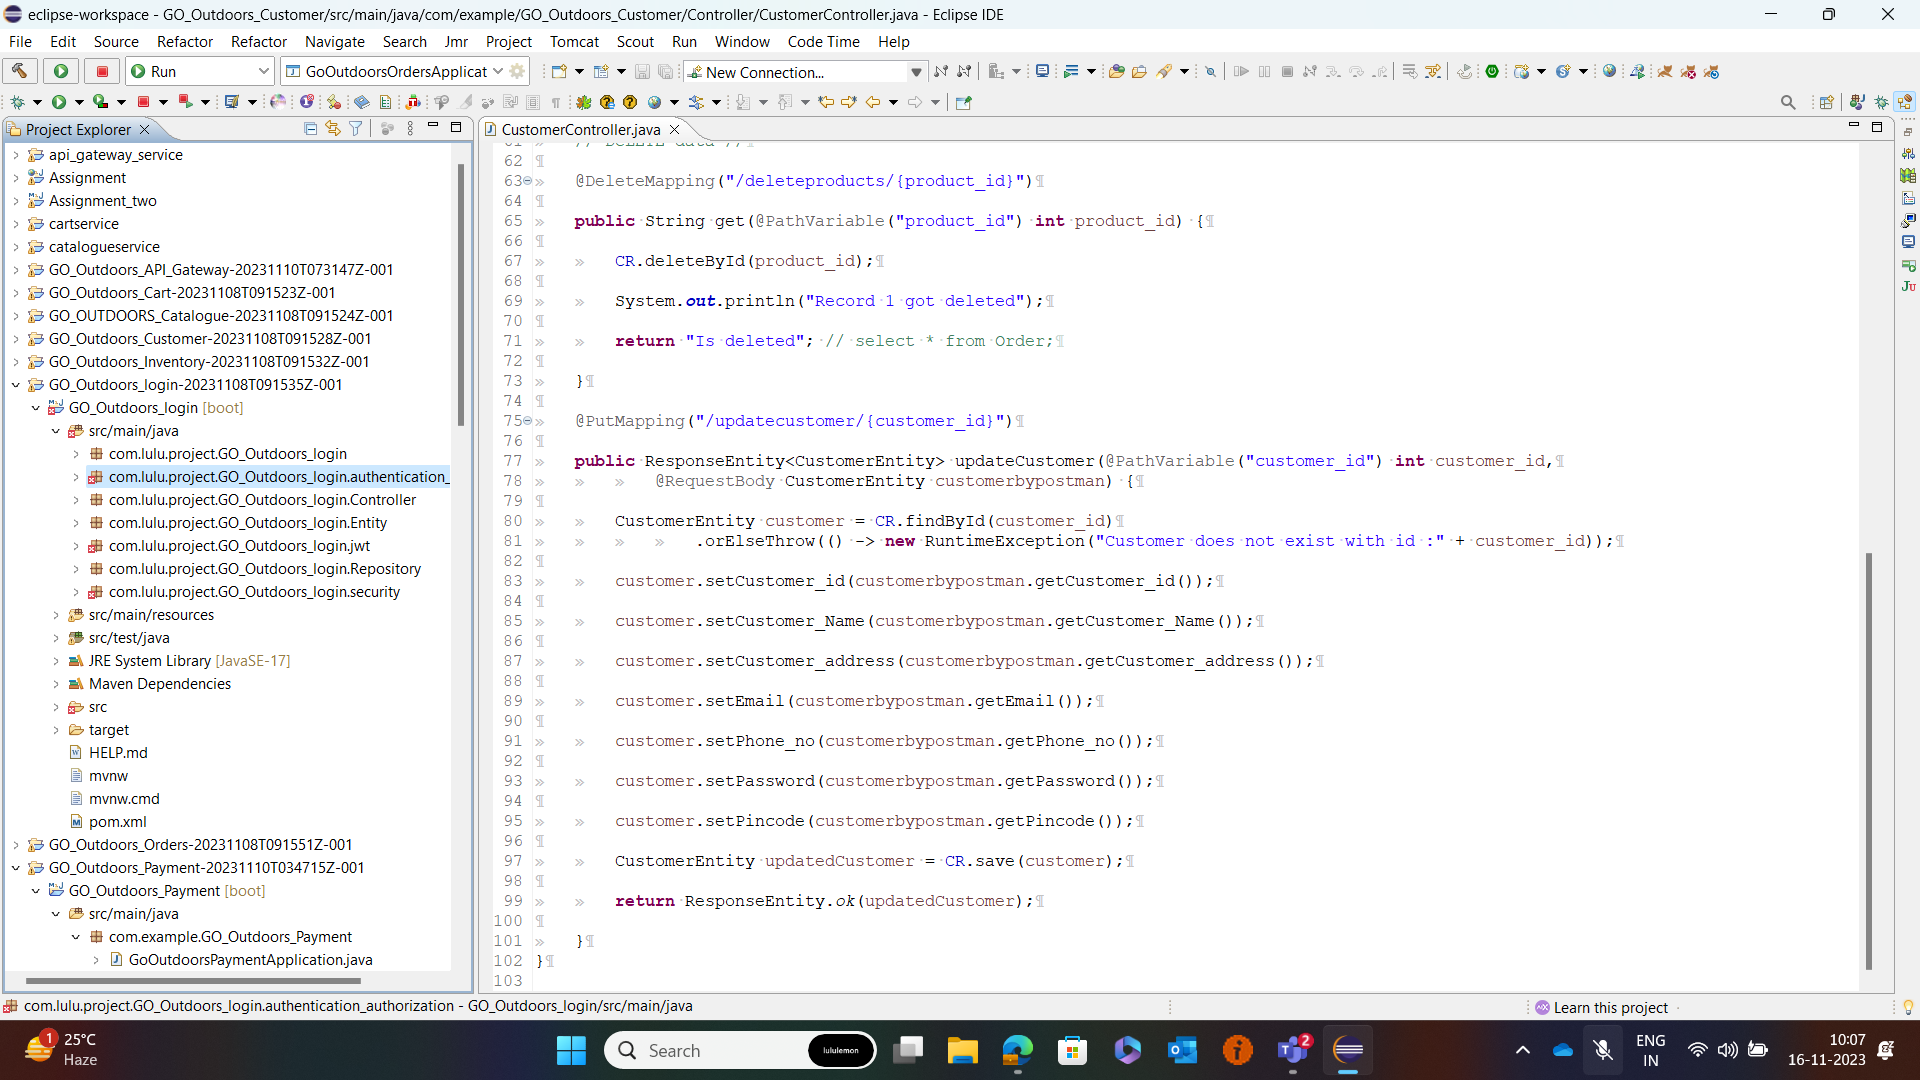 eclipse-workspace - GO_Outdoors_Customer/src/main/java/com/example/GO_Outdoors_Customer/Controller/CustomerController.java - Eclipse IDE
File Edit Source Refactor Refactor Navigate Search Jmr Project Tomcat Scout Run Window Code Time Help
Run GoOutdoorsOrdersApplicat New Connection...
Project Explorer
api_gateway_service
Assignment
Assignment_two
cartservice
catalogueservice
GO_Outdoors_API_Gateway-20231110T073147Z-001
GO_Outdoors_Cart-20231108T091523Z-001
GO_OUTDOORS_Catalogue-20231108T091524Z-001
GO_Outdoors_Customer-20231108T091528Z-001
GO_Outdoors_Inventory-20231108T091532Z-001
GO_Outdoors_login-20231108T091535Z-001
GO_Outdoors_login [boot]
src/main/java
com.lulu.project.GO_Outdoors_login
com.lulu.project.GO_Outdoors_login.authentication_
com.lulu.project.GO_Outdoors_login.Controller
com.lulu.project.GO_Outdoors_login.Entity
com.lulu.project.GO_Outdoors_login.jwt
com.lulu.project.GO_Outdoors_login.Repository
com.lulu.project.GO_Outdoors_login.security
src/main/resources
src/test/java
JRE System Library [JavaSE-17]
Maven Dependencies
src
target
HELP.md
mvnw
mvnw.cmd
pom.xml
GO_Outdoors_Orders-20231108T091551Z-001
GO_Outdoors_Payment-20231110T034715Z-001
GO_Outdoors_Payment [boot]
src/main/java
com.example.GO_Outdoors_Payment
GoOutdoorsPaymentApplication.java
CustomerController.java
61 // DELETE data //
62
63 @DeleteMapping("/deleteproducts/{product_id}")
64
65 public String get(@PathVariable("product_id") int product_id) {
66
67 CR.deleteById(product_id);
68
69 System.out.println("Record 1 got deleted");
70
71 return "Is deleted"; // select * from Order;
72
73 }
74
75 @PutMapping("/updatecustomer/{customer_id}")
76
77 public ResponseEntity<CustomerEntity> updateCustomer(@PathVariable("customer_id") int customer_id,
78 @RequestBody CustomerEntity customerbypostman) {
79
80 CustomerEntity customer = CR.findById(customer_id)
81 .orElseThrow(() -> new RuntimeException("Customer does not exist with id :" + customer_id));
82
83 customer.setCustomer_id(customerbypostman.getCustomer_id());
84
85 customer.setCustomer_Name(customerbypostman.getCustomer_Name());
86
87 customer.setCustomer_address(customerbypostman.getCustomer_address());
88
89 customer.setEmail(customerbypostman.getEmail());
90
91 customer.setPhone_no(customerbypostman.getPhone_no());
92
93 customer.setPassword(customerbypostman.getPassword());
94
95 customer.setPincode(customerbypostman.getPincode());
96
97 CustomerEntity updatedCustomer = CR.save(customer);
98
99 return ResponseEntity.ok(updatedCustomer);
100
101 }
102 }
103
com.lulu.project.GO_Outdoors_login.authentication_authorization - GO_Outdoors_login/src/main/java
Learn this project
1
25°C
Haze
Search
lululemon
2
ENG
IN
10:07
16-11-2023